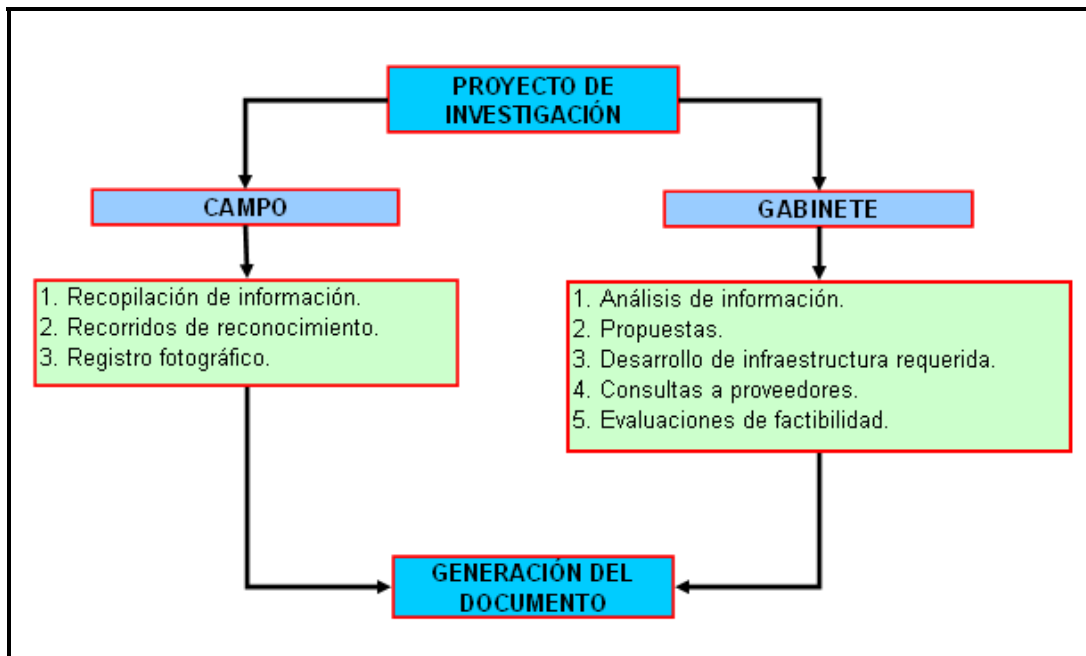 PROYECTO DE
INVESTIGACIÓN
CAMPO
GABINETE
1. Recopilación de información.
2. Recorridos de reconocimiento.
3. Registro fotográfico.
1. Análisis de información.
2. Propuestas.
3. Desarrollo de infraestructura requerida.
4. Consultas a proveedores.
5. Evaluaciones de factibilidad.
GENERACIÓN DEL
DOCUMENTO